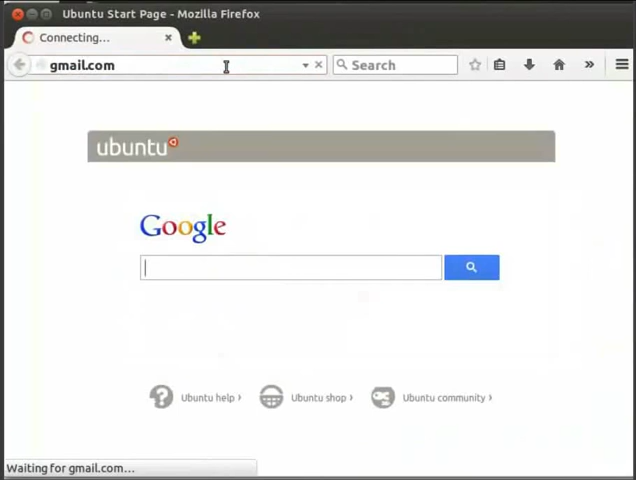 Ubuntu Start Page - Mozilla Firefox
Connecting...
gmail.com
Search
ubuntu
Google
Ubuntu help ›
Ubuntu shop ›
Ubuntu community ›
Waiting for gmail.com...